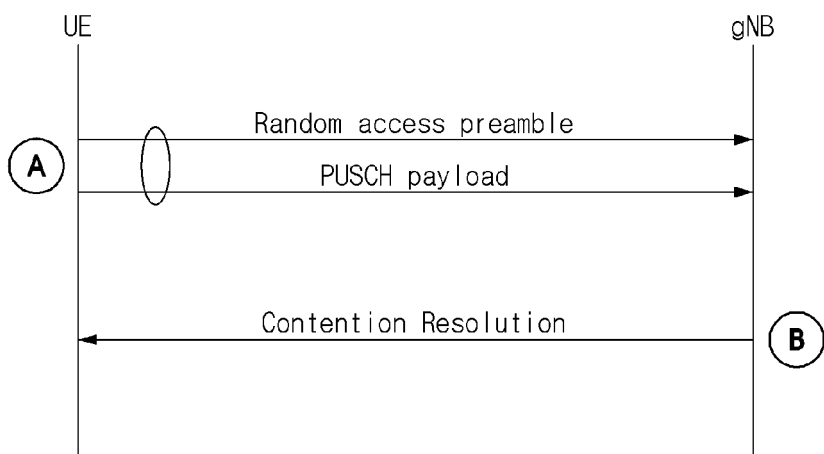 UE
gNB
Random access preamble
A
PUSCH payload
Contention Resolution
B